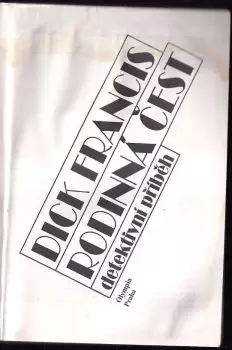 DICK FRANCIS
RODINNÁ ČEST
detektivní příběh
Olympia
Praha